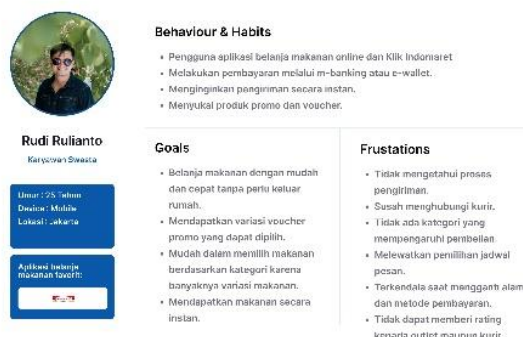 Behaviour & Habits
• Pengguna aplikasi belanja makanan online dan Klik Indomaret
• Melakukan pembayaran melalui m-banking atau e-wallet.
• Menginginkan pengiriman secara instan.
• Menyukai produk promo dan voucher.
Rudi Rulianto
Karyawan Swasta
Umur : 25 Tahun
Device : Mobile
Lokasi : Jakarta
Aplikasi belanja
makanan favorit:
Goals
• Belanja makanan dengan mudah
dan cepat tanpa perlu keluar
rumah.
• Mendapatkan variasi voucher
promo yang dapat dipilih.
• Mudah dalam memilih makanan
berdasarkan kategori karena
banyaknya variasi makanan.
• Mendapatkan makanan secara
instan.
Frustations
• Tidak mengetahui proses
pengiriman.
• Susah menghubungi kurir.
• Tidak ada kategori yang
mempengaruhi pembelian
• Melewatkan pemilihan jadwal
pesan.
• Terkendala saat mengganti alam
dan metode pembayaran.
• Tidak dapat memberi rating
kepada outlet maupun kurir